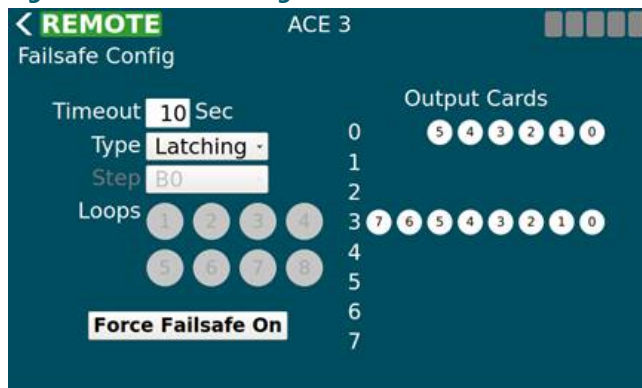 < REMOTE ACE 3
Failsafe Config
Output Cards
Timeout 10 Sec
Type Latching
Step B0
Loops 1 2 3 4
5 6 7 8
Force Failsafe On
0 5 4 3 2 1 0
1
2
3 7 6 5 4 3 2 1 0
4
5
6
7